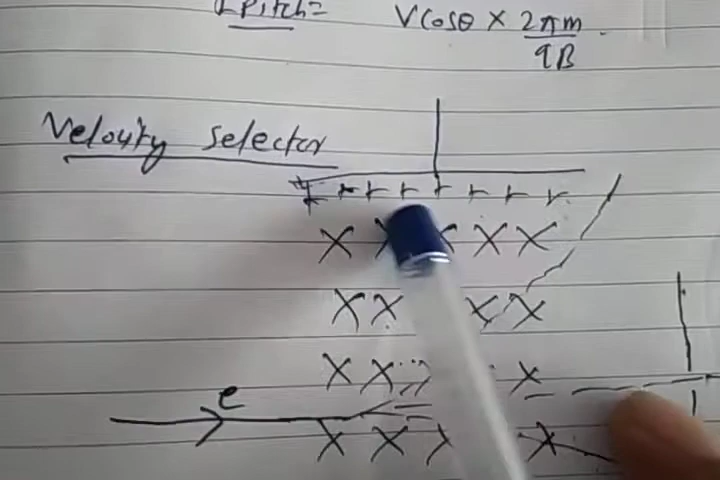 Pitch = V cosθ × 2πm / qB
Velocity selector
+ + + + + + + +
X X X X X
X X X X
X X X
e
X X X X